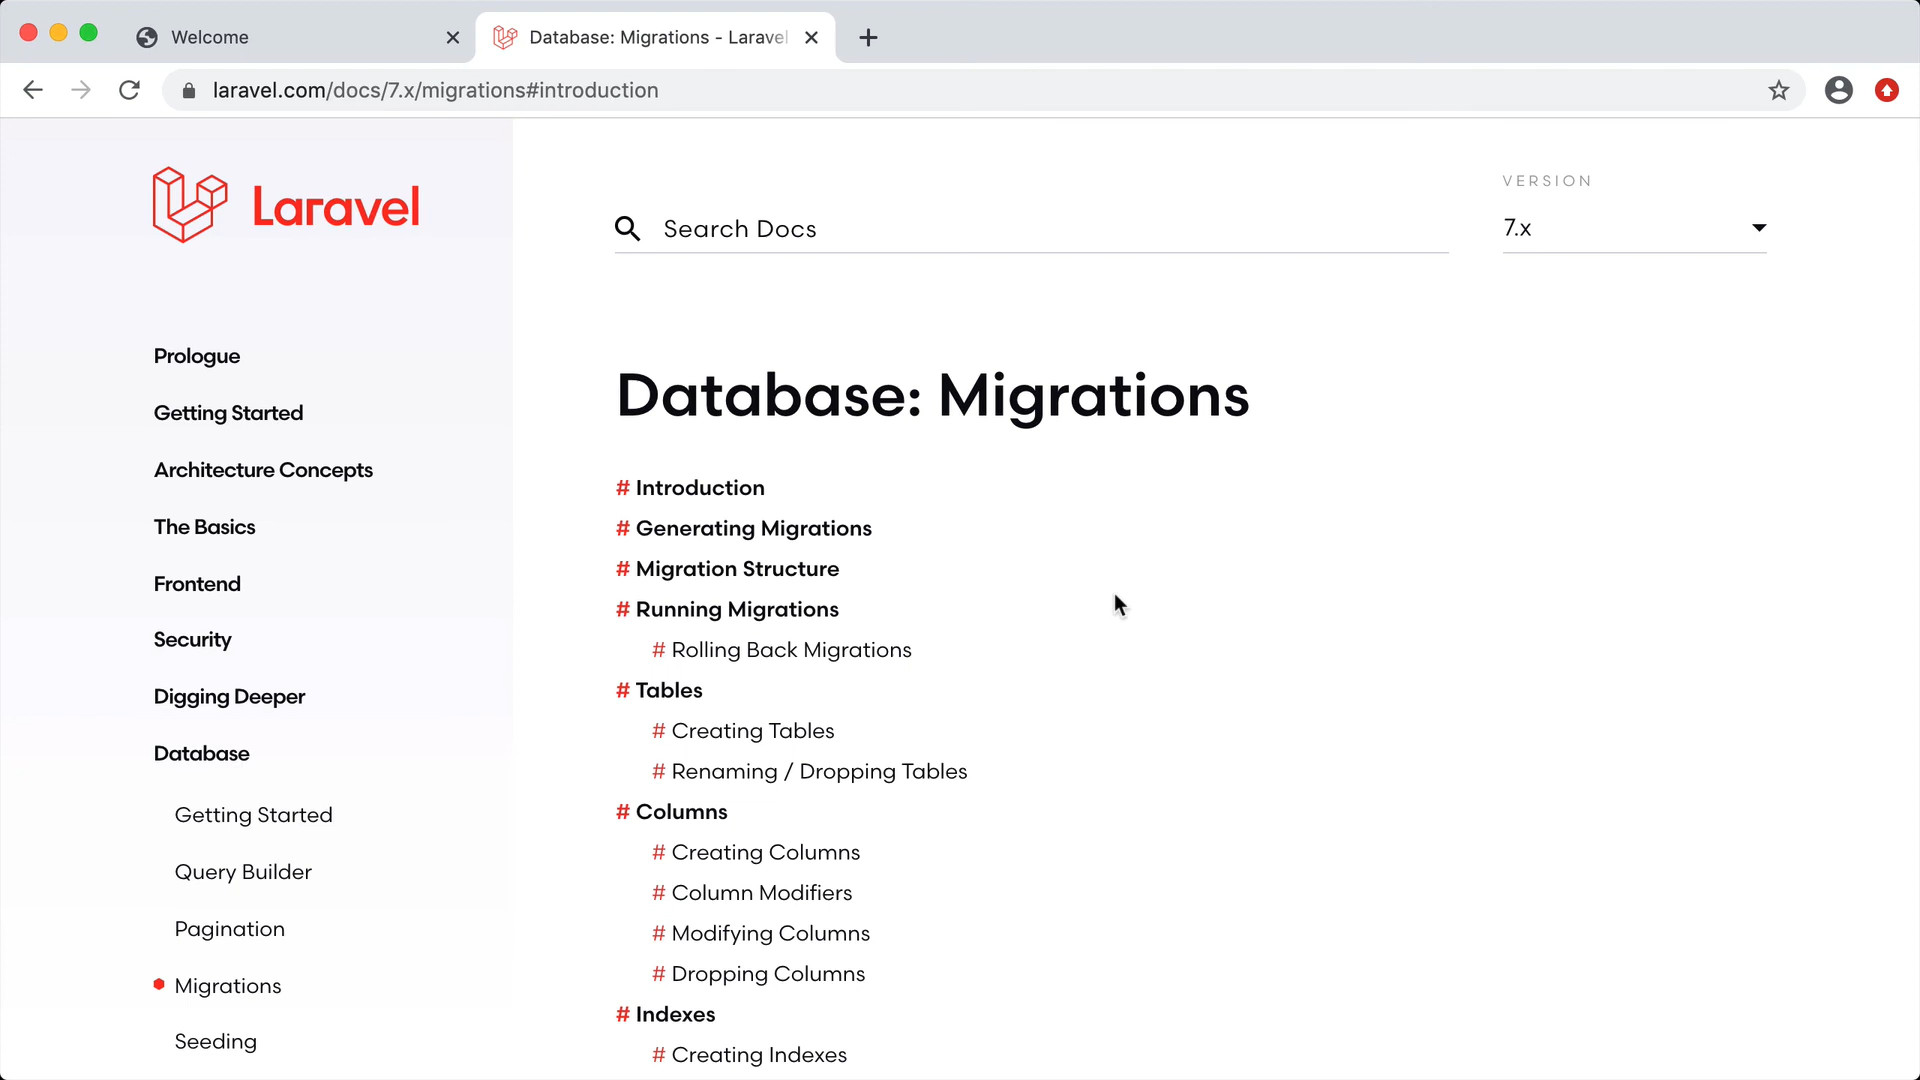 Welcome
Database: Migrations - Laravel
laravel.com/docs/7.x/migrations#introduction
Laravel
Search Docs
VERSION
7.x
Prologue
Getting Started
Architecture Concepts
The Basics
Frontend
Security
Digging Deeper
Database
Getting Started
Query Builder
Pagination
Migrations
Seeding
Database: Migrations
# Introduction
# Generating Migrations
# Migration Structure
# Running Migrations
# Rolling Back Migrations
# Tables
# Creating Tables
# Renaming / Dropping Tables
# Columns
# Creating Columns
# Column Modifiers
# Modifying Columns
# Dropping Columns
# Indexes
# Creating Indexes